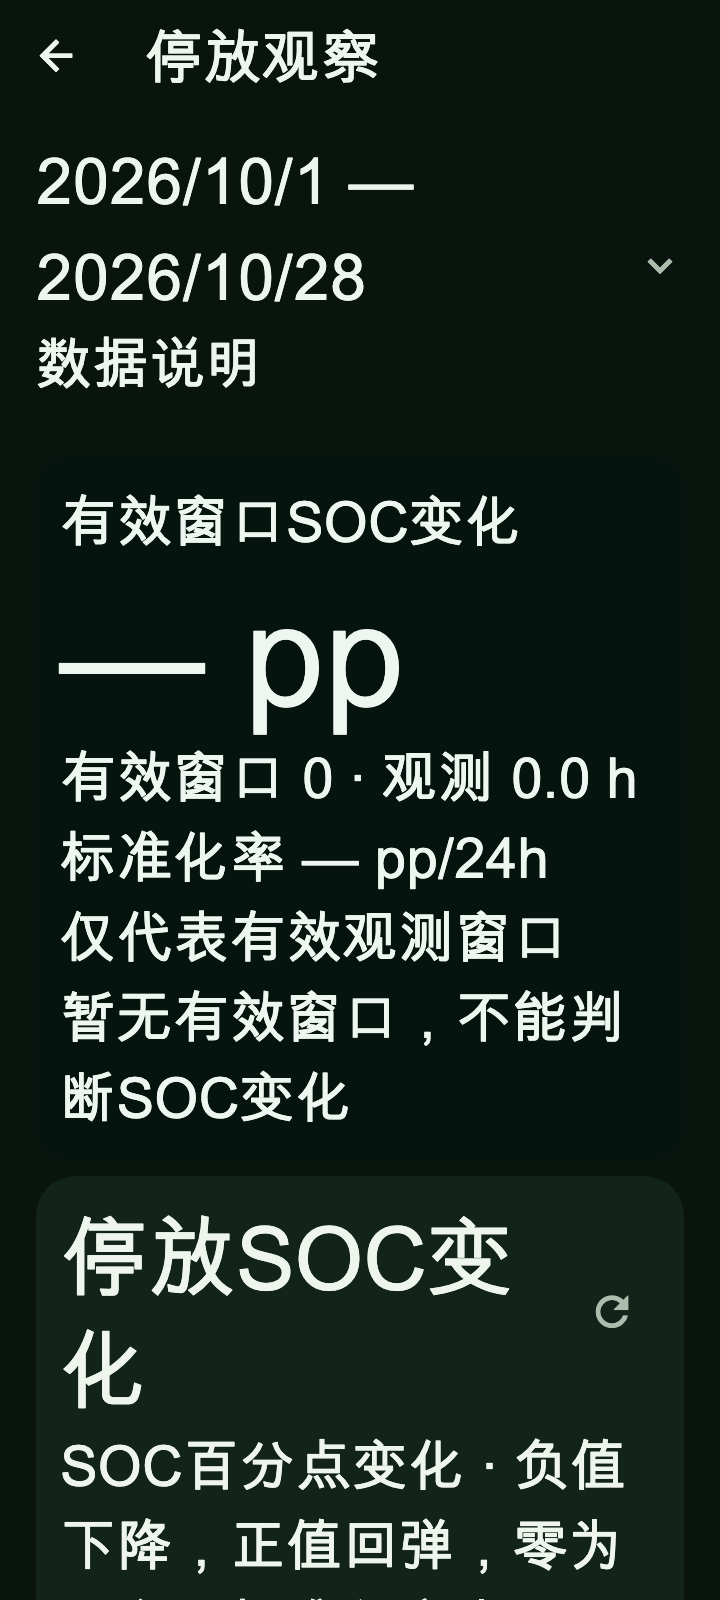 停放观察
2026/10/1 —
2026/10/28
数据说明
有效窗口SOC变化
— pp
有效窗口 0 · 观测 0.0 h
标准化率 — pp/24h
仅代表有效观测窗口
暂无有效窗口，不能判
断SOC变化
停放SOC变
化
SOC百分点变化 · 负值
下降，正值回弹，零为